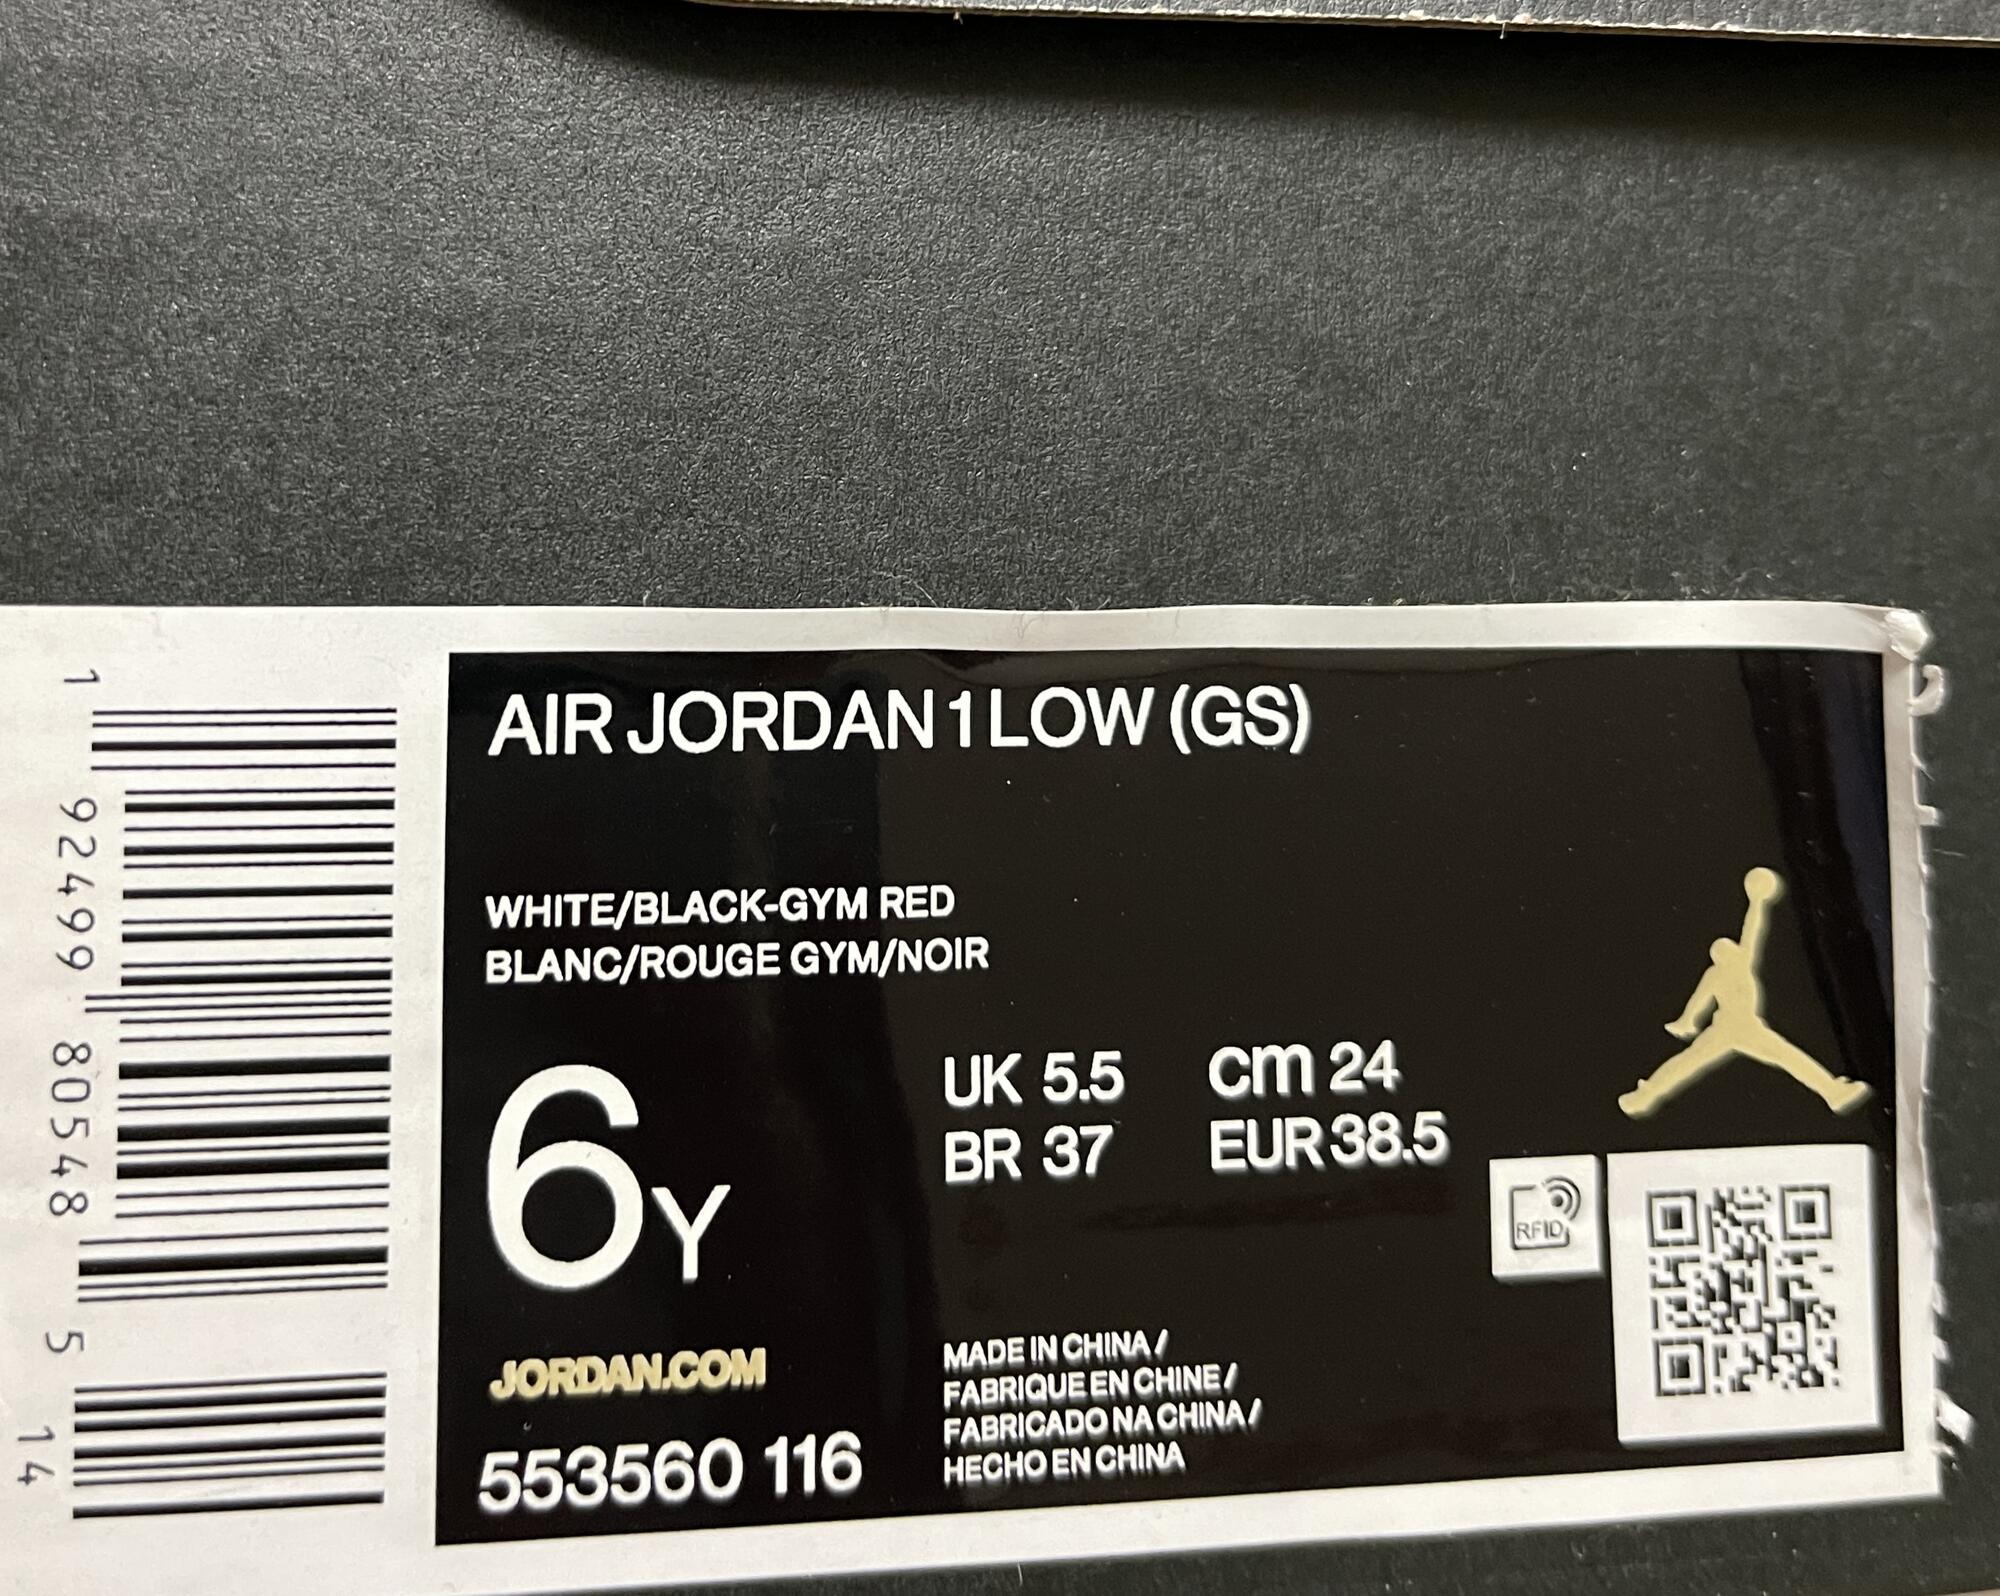 AIR JORDAN 1 LOW (GS)
WHITE/BLACK-GYM RED
BLANC/ROUGE GYM/NOIR
6Y
UK 5.5 cm 24
BR 37 EUR 38.5
RFID
JORDAN.COM
553560 116
MADE IN CHINA /
FABRIQUE EN CHINE /
FABRICADO NA CHINA /
HECHO EN CHINA
1 92499 80548 5 14